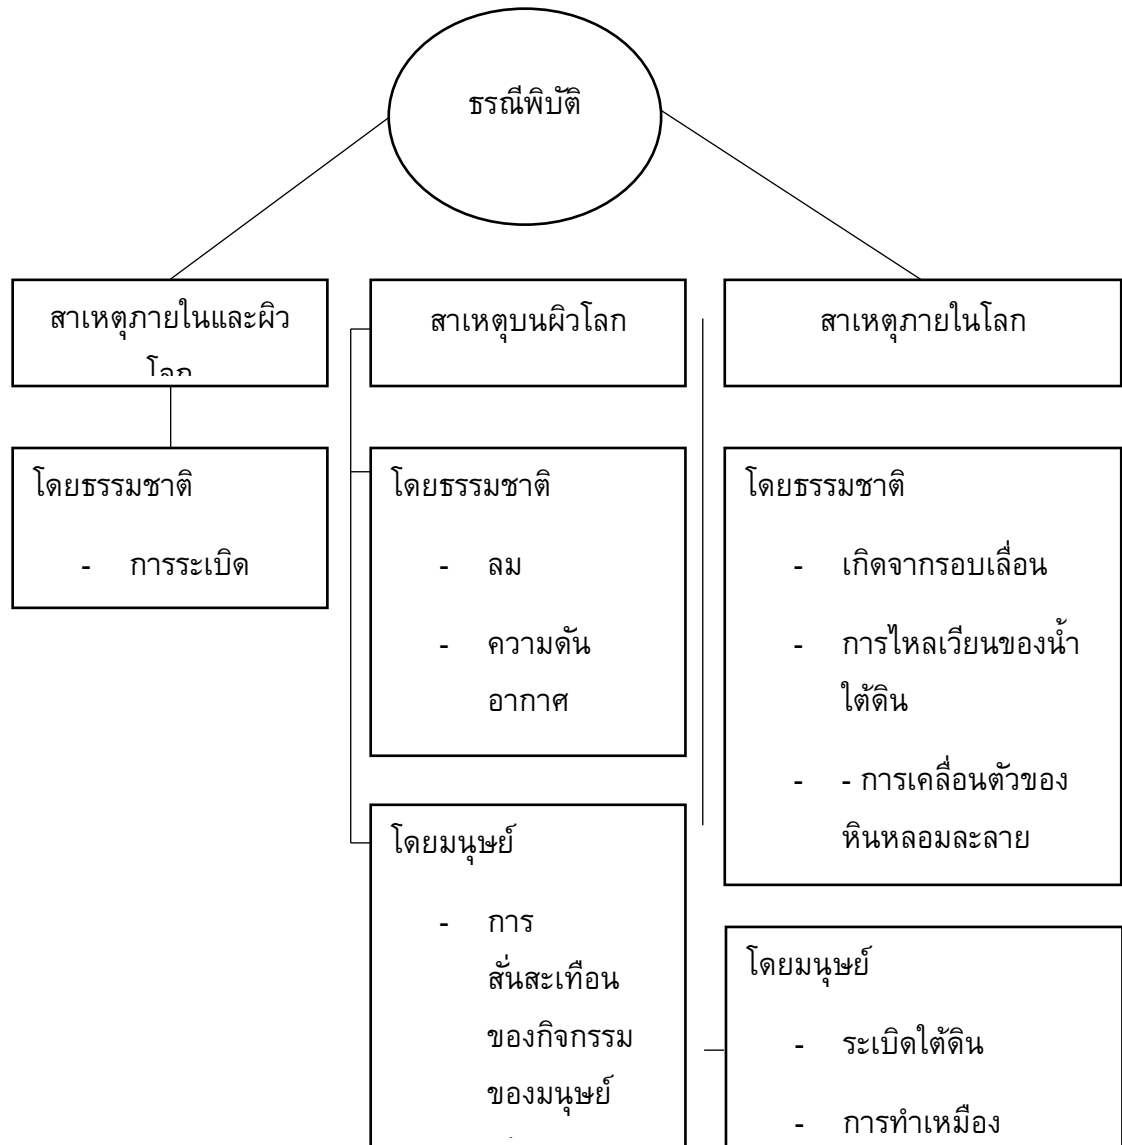 ธรณีพิบัติ
สาเหตุภายในและผิว
โลก
สาเหตุบนผิวโลก
สาเหตุภายในโลก
โดยธรรมชาติ
- การระเบิด
โดยธรรมชาติ
- ลม
- ความดัน
อากาศ
โดยธรรมชาติ
- เกิดจากรอบเลื่อน
- การไหลเวียนของน้ำ
ใต้ดิน
- - การเคลื่อนตัวของ
หินหลอมละลาย
โดยมนุษย์
- การ
สั่นสะเทือน
ของกิจกรรม
ของมนุษย์
โดยมนุษย์
- ระเบิดใต้ดิน
- การทำเหมือง